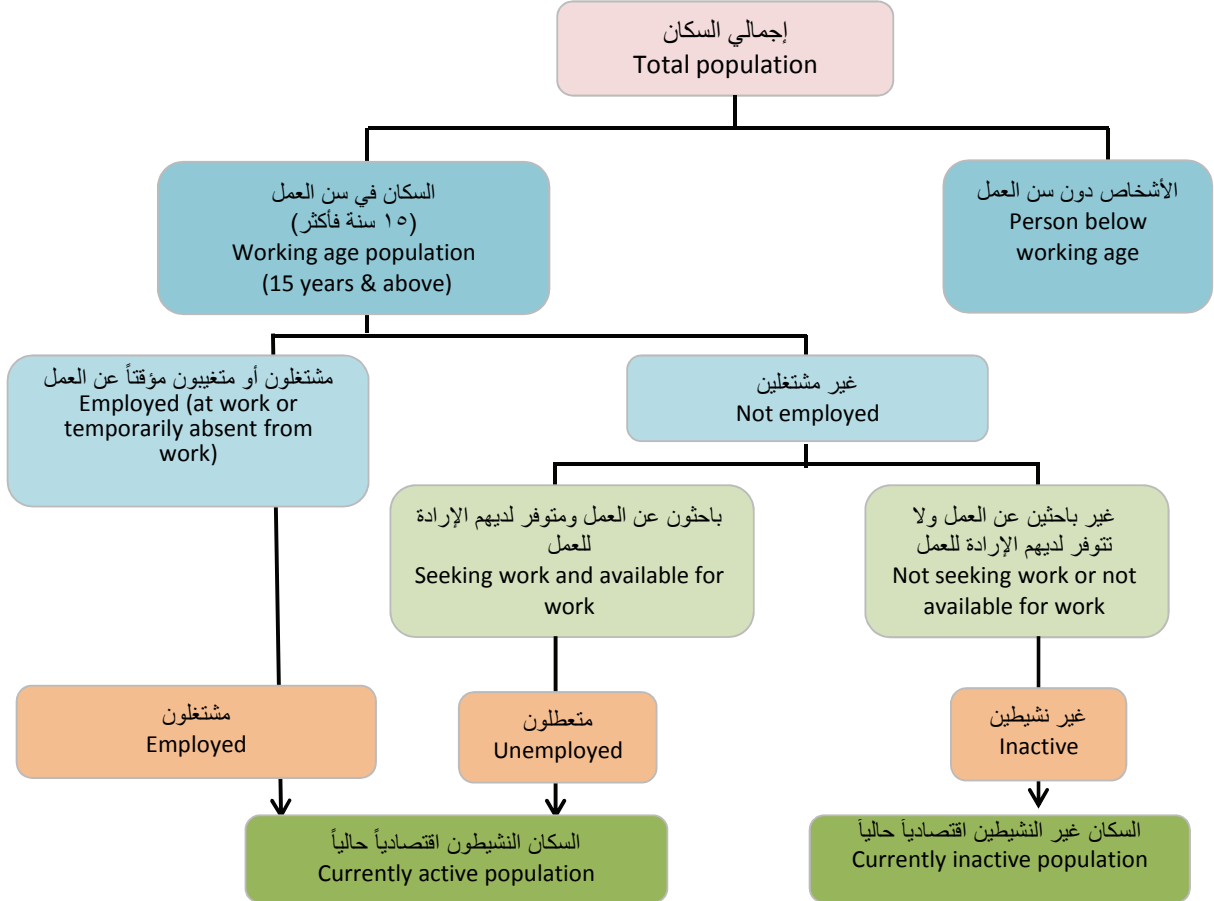 إجمالي السكان
Total population
السكان في سن العمل
(١٥ سنة فأكثر)
Working age population
(15 years & above)
الأشخاص دون سن العمل
Person below
working age
مشتغلون أو متغيبون مؤقتاً عن العمل
Employed (at work or
temporarily absent from
work)
غير مشتغلين
Not employed
باحثون عن العمل ومتوفر لديهم الإرادة
للعمل
Seeking work and available for
work
غير باحثين عن العمل ولا
تتوفر لديهم الإرادة للعمل
Not seeking work or not
available for work
مشتغلون
Employed
متعطلون
Unemployed
غير نشيطين
Inactive
السكان النشيطون اقتصادياً حالياً
Currently active population
السكان غير النشيطين اقتصادياً حالياً
Currently inactive population